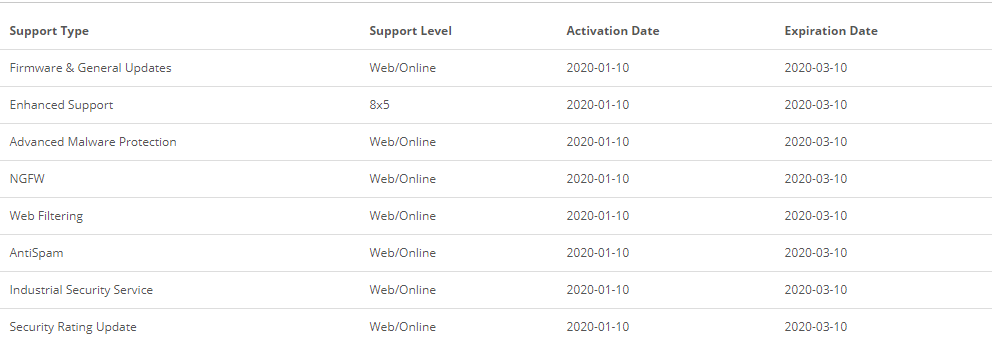 Support Type Support Level Activation Date Expiration Date
Firmware & General Updates Web/Online 2020-01-10 2020-03-10
Enhanced Support 8x5 2020-01-10 2020-03-10
Advanced Malware Protection Web/Online 2020-01-10 2020-03-10
NGFW Web/Online 2020-01-10 2020-03-10
Web Filtering Web/Online 2020-01-10 2020-03-10
AntiSpam Web/Online 2020-01-10 2020-03-10
Industrial Security Service Web/Online 2020-01-10 2020-03-10
Security Rating Update Web/Online 2020-01-10 2020-03-10